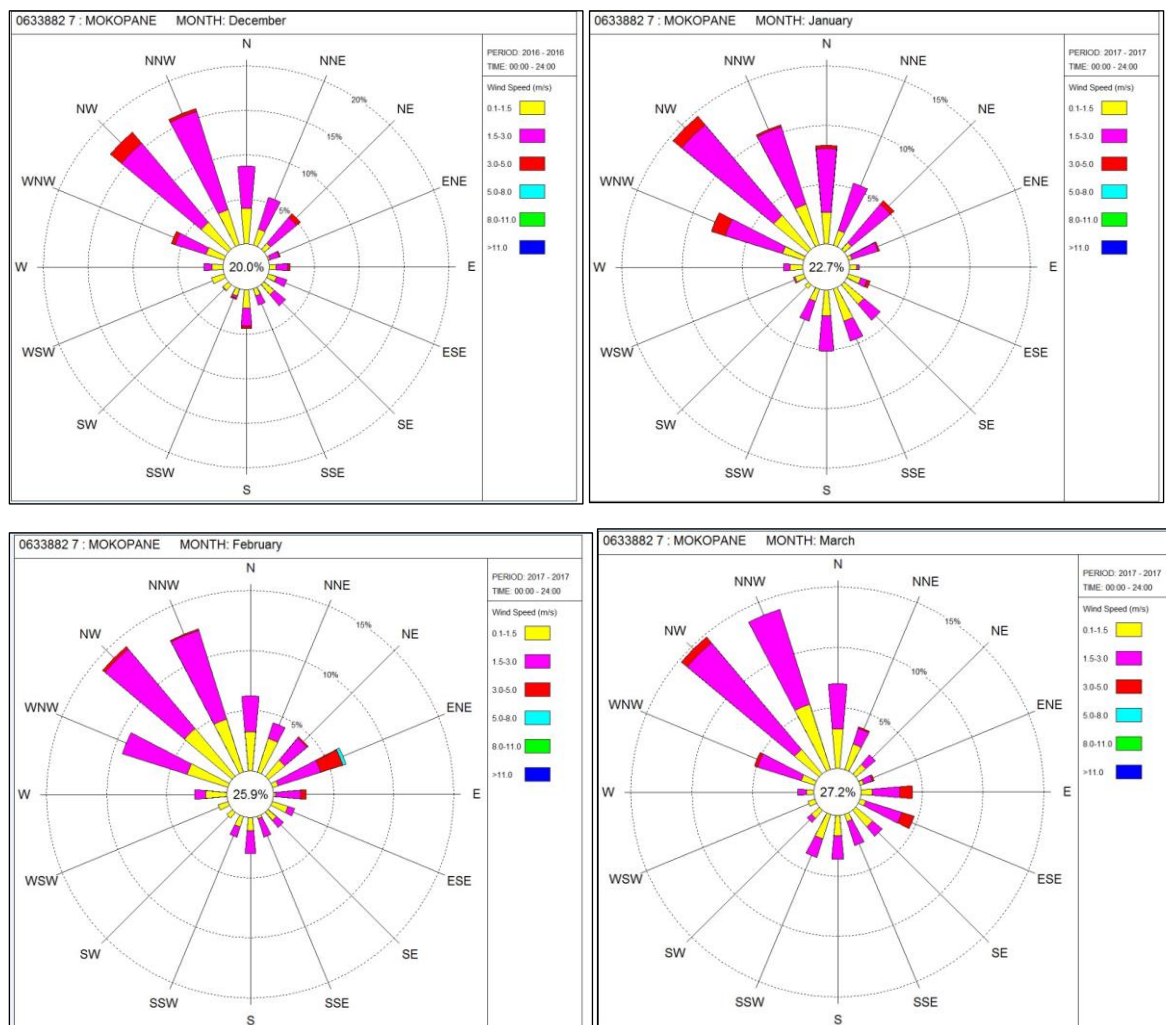 0633882 7 : MOKOPANE MONTH: December
PERIOD: 2016 - 2016
TIME: 00:00 - 24:00
Wind Speed (m/s)
0.1-1.5
1.5-3.0
3.0-5.0
5.0-8.0
8.0-11.0
>11.0
N
NNE
NE
ENE
E
ESE
SE
SSE
S
SSW
SW
WSW
W
WNW
NW
NNW
20%
15%
10%
5%
20.0%
0633882 7 : MOKOPANE MONTH: January
PERIOD: 2017 - 2017
TIME: 00:00 - 24:00
Wind Speed (m/s)
0.1-1.5
1.5-3.0
3.0-5.0
5.0-8.0
8.0-11.0
>11.0
N
NNE
NE
ENE
E
ESE
SE
SSE
S
SSW
SW
WSW
W
WNW
NW
NNW
15%
10%
5%
22.7%
0633882 7 : MOKOPANE MONTH: February
PERIOD: 2017 - 2017
TIME: 00:00 - 24:00
Wind Speed (m/s)
0.1-1.5
1.5-3.0
3.0-5.0
5.0-8.0
8.0-11.0
>11.0
N
NNE
NE
ENE
E
ESE
SE
SSE
S
SSW
SW
WSW
W
WNW
NW
NNW
15%
10%
5%
25.9%
0633882 7 : MOKOPANE MONTH: March
PERIOD: 2017 - 2017
TIME: 00:00 - 24:00
Wind Speed (m/s)
0.1-1.5
1.5-3.0
3.0-5.0
5.0-8.0
8.0-11.0
>11.0
N
NNE
NE
ENE
E
ESE
SE
SSE
S
SSW
SW
WSW
W
WNW
NW
NNW
15%
10%
5%
27.2%